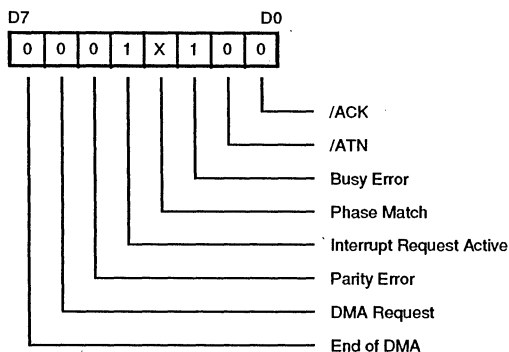 D7 D0
0 0 0 1 X 1 0 0
/ACK
/ATN
Busy Error
Phase Match
Interrupt Request Active
Parity Error
DMA Request
End of DMA